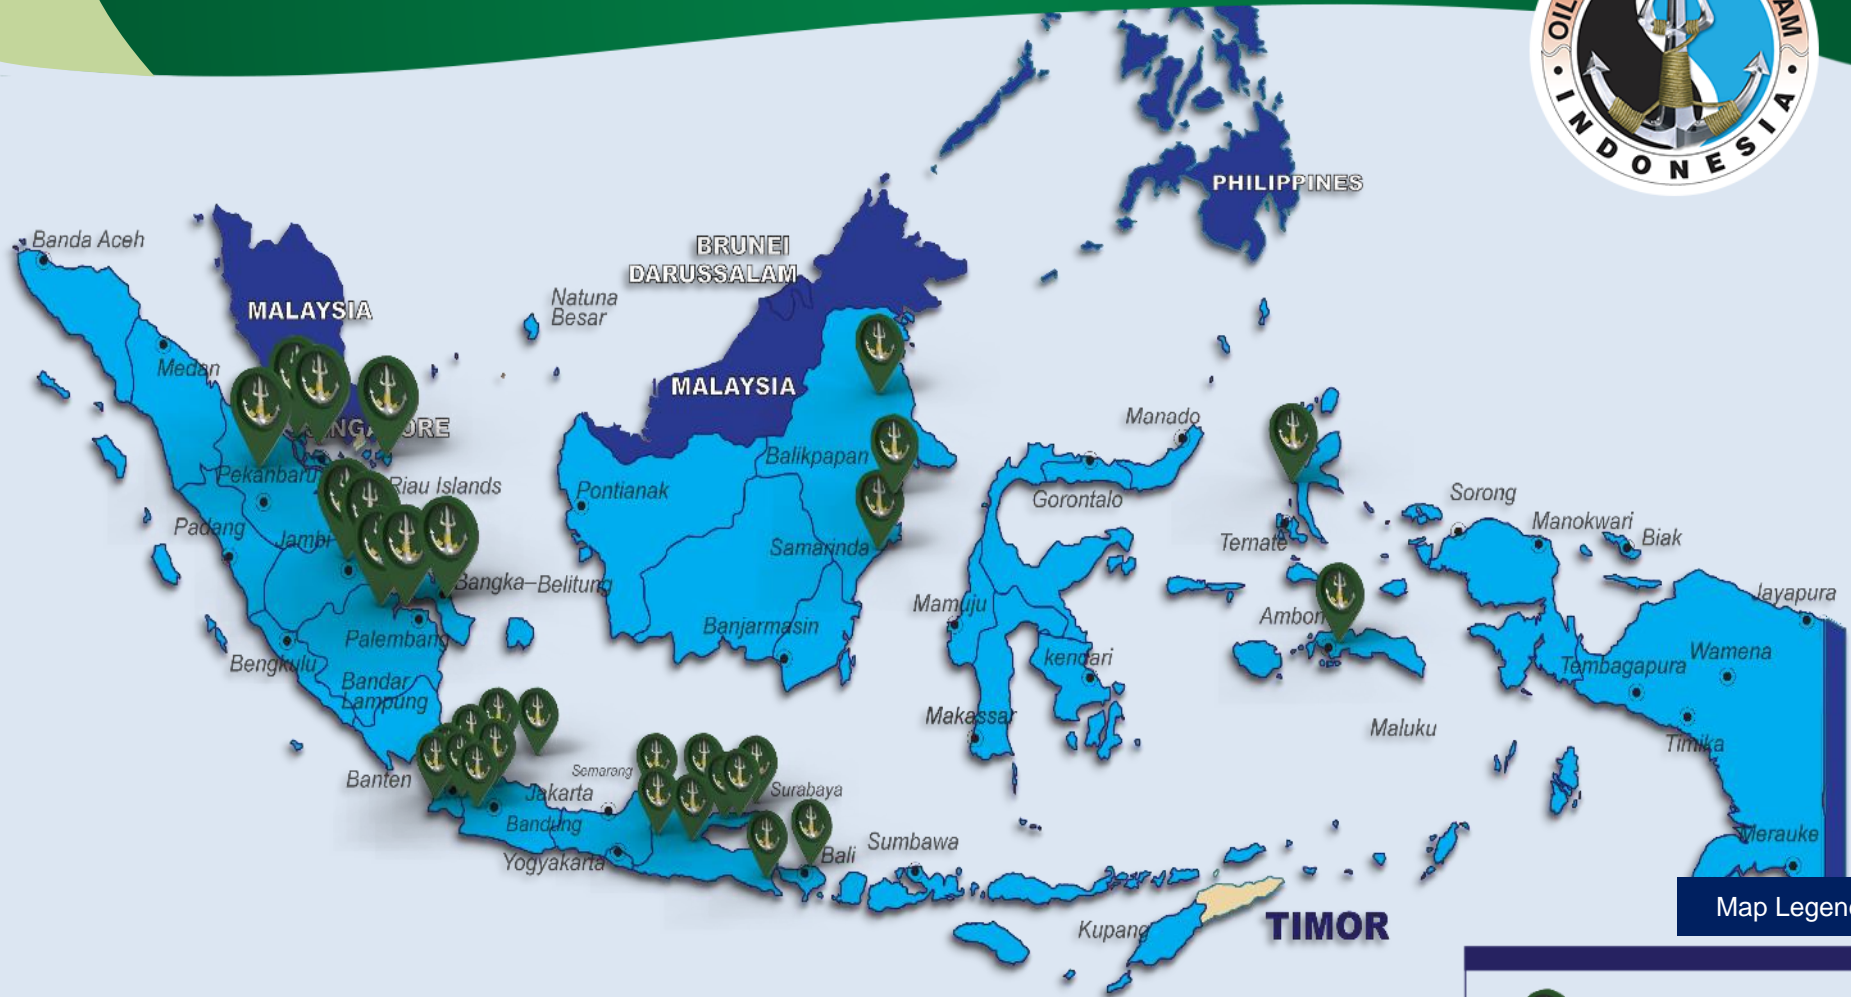 OIL
AM
INDONESIA
PHILIPPINES
Banda Aceh
BRUNEI
DARUSSALAM
Natuna
Besar
MALAYSIA
Medan
MALAYSIA
Manado
Balikpapan
Pekanbaru
Riau Islands
Pontianak
Gorontalo
Sorong
Manokwari
Biak
Padang
Jambi
Samarinda
Ternate
Bangka-Belitung
Mamuju
Ambon
Jayapura
Palembang
Banjarmasin
Bengkulu
kendari
Tembagapura
Wamena
Bandar
Lampung
Makassar
Maluku
Timika
Banten
Semarang
Jakarta
Surabaya
Bandung
Merauke
Yogyakarta
Bali
Sumbawa
Kupang
TIMOR
Map Legen